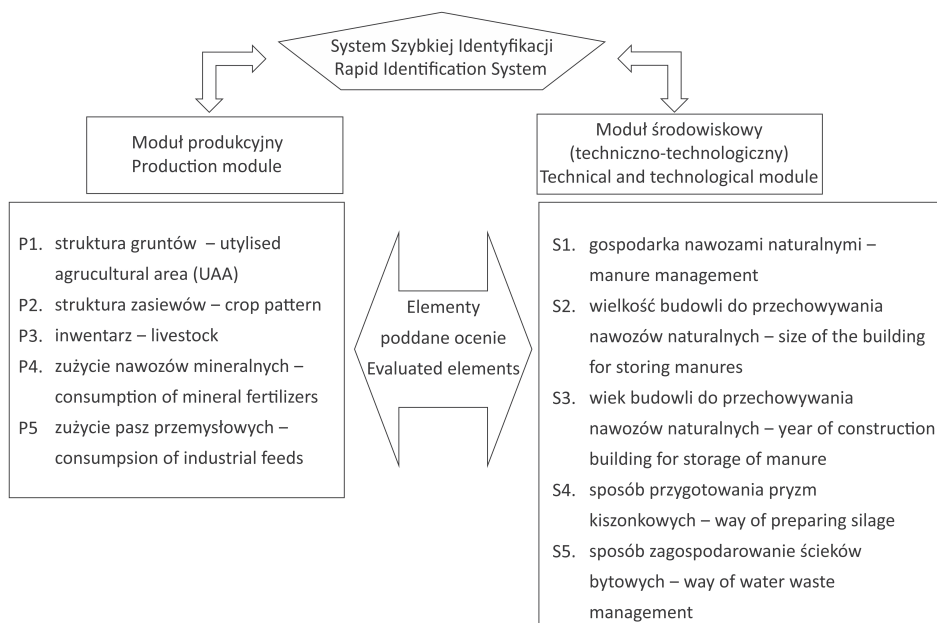 System Szybkiej Identyfikacji
Rapid Identification System
Moduł produkcyjny
Production module
Moduł środowiskowy
(techniczno-technologiczny)
Technical and technological module
P1. struktura gruntów – utylised
agrucultural area (UAA)
P2. struktura zasiewów – crop pattern
P3. inwentarz – livestock
P4. zużycie nawozów mineralnych –
consumption of mineral fertilizers
P5 zużycie pasz przemysłowych –
consumpsion of industrial feeds
Elementy
poddane ocenie
Evaluated elements
S1. gospodarka nawozami naturalnymi –
manure management
S2. wielkość budowli do przechowywania
nawozów naturalnych – size of the building
for storing manures
S3. wiek budowli do przechowywania
nawozów naturalnych – year of construction
building for storage of manure
S4. sposób przygotowania pryzm
kiszonkowych – way of preparing silage
S5. sposób zagospodarowanie ścieków
bytowych – way of water waste
management